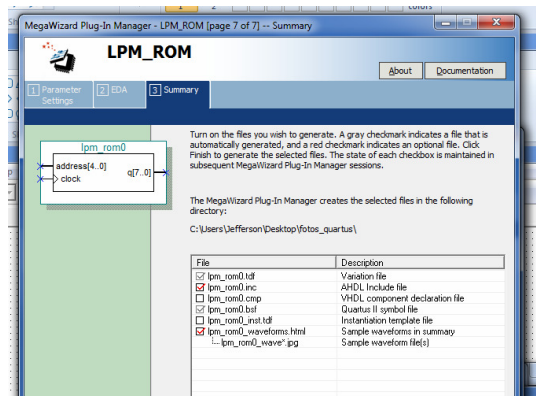 1 2 colors
MegaWizard Plug-In Manager - LPM_ROM [page 7 of 7] -- Summary
LPM_ROM
About Documentation
1 Parameter Settings 2 EDA 3 Summary
Turn on the files you wish to generate. A gray checkmark indicates a file that is
automatically generated, and a red checkmark indicates an optional file. Click
Finish to generate the selected files. The state of each checkbox is maintained in
subsequent MegaWizard Plug-In Manager sessions.
lpm_rom0
address[4..0] q[7..0]
clock
The MegaWizard Plug-In Manager creates the selected files in the following
directory:
C:\Users\Jefferson\Desktop\fotos_quartus\
File Description
lpm_rom0.tdf Variation file
lpm_rom0.inc AHDL Include file
lpm_rom0.cmp VHDL component declaration file
lpm_rom0.bsf Quartus II symbol file
lpm_rom0_inst.tdf Instantiation template file
lpm_rom0_waveforms.html Sample waveforms in summary
lpm_rom0_wave*.jpg Sample waveform file(s)